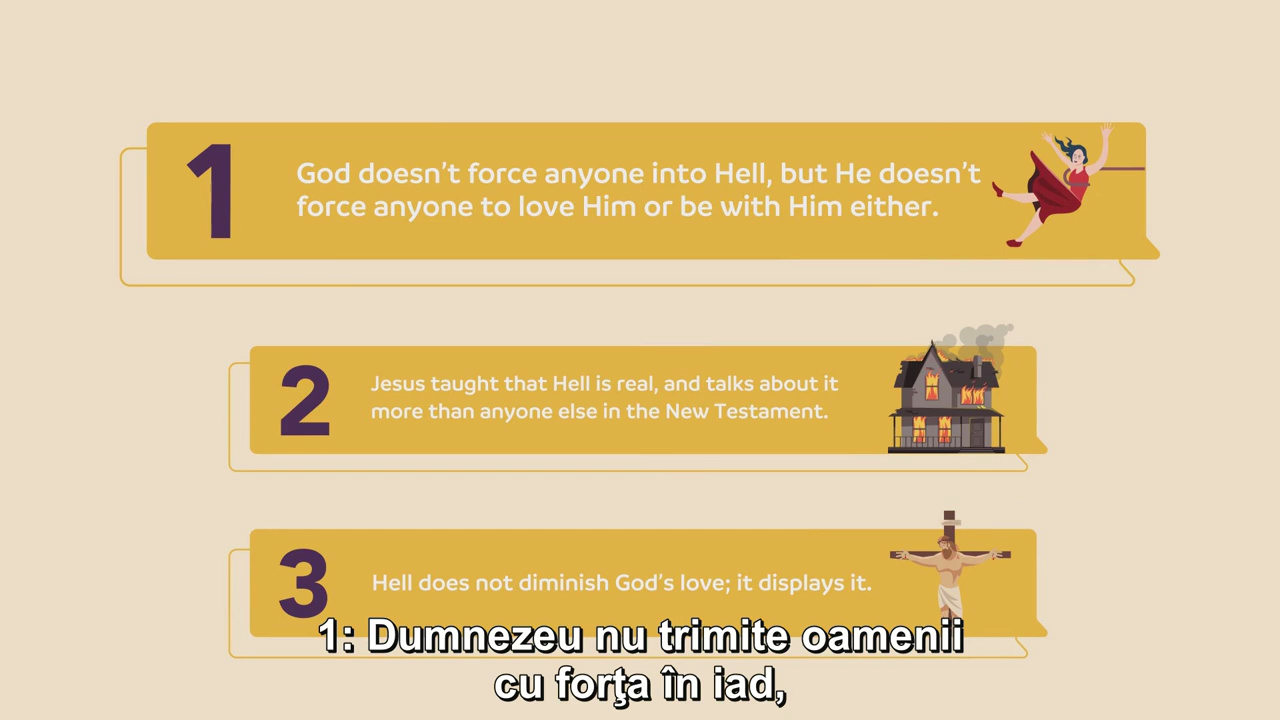 1
God doesn't force anyone into Hell, but He doesn't
force anyone to love Him or be with Him either.
2
Jesus taught that Hell is real, and talks about it
more than anyone else in the New Testament.
3
Hell does not diminish God's love; it displays it.
1: Dumnezeu nu trimite oamenii
cu forţa în iad,